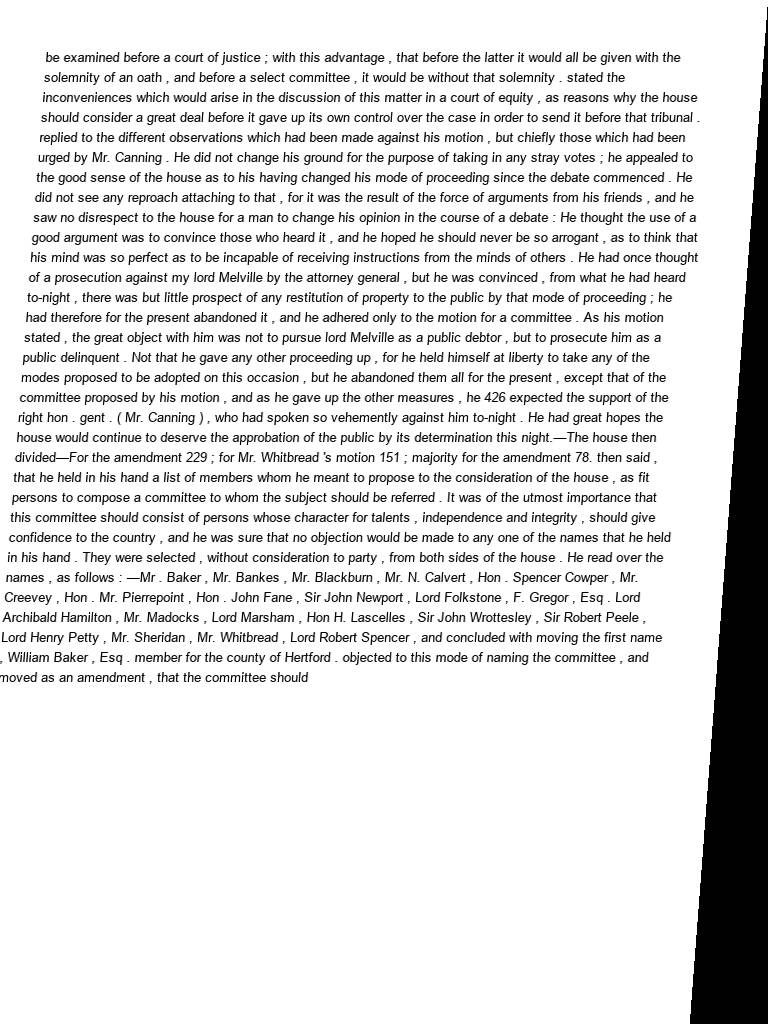 be examined before a court of justice ; with this advantage , that before the latter it would all be given with the
solemnity of an oath , and before a select committee , it would be without that solemnity . stated the
inconveniences which would arise in the discussion of this matter in a court of equity , as reasons why the house
should consider a great deal before it gave up its own control over the case in order to send it before that tribunal .
replied to the different observations which had been made against his motion , but chiefly those which had been
urged by Mr. Canning . He did not change his ground for the purpose of taking in any stray votes ; he appealed to
the good sense of the house as to his having changed his mode of proceeding since the debate commenced . He
did not see any reproach attaching to that , for it was the result of the force of arguments from his friends , and he
saw no disrespect to the house for a man to change his opinion in the course of a debate : He thought the use of a
good argument was to convince those who heard it , and he hoped he should never be so arrogant , as to think that
his mind was so perfect as to be incapable of receiving instructions from the minds of others . He had once thought
of a prosecution against my lord Melville by the attorney general , but he was convinced , from what he had heard
to-night , there was but little prospect of any restitution of property to the public by that mode of proceeding ; he
had therefore for the present abandoned it , and he adhered only to the motion for a committee . As his motion
stated , the great object with him was not to pursue lord Melville as a public debtor , but to prosecute him as a
public delinquent . Not that he gave any other proceeding up , for he held himself at liberty to take any of the
modes proposed to be adopted on this occasion , but he abandoned them all for the present , except that of the
committee proposed by his motion , and as he gave up the other measures , he 426 expected the support of the
right hon . gent . ( Mr. Canning ) , who had spoken so vehemently against him to-night . He had great hopes the
house would continue to deserve the approbation of the public by its determination this night.—The house then
divided—For the amendment 229 ; for Mr. Whitbread 's motion 151 ; majority for the amendment 78. then said ,
that he held in his hand a list of members whom he meant to propose to the consideration of the house , as fit
persons to compose a committee to whom the subject should be referred . It was of the utmost importance that
this committee should consist of persons whose character for talents , independence and integrity , should give
confidence to the country , and he was sure that no objection would be made to any one of the names that he held
in his hand . They were selected , without consideration to party , from both sides of the house . He read over the
names , as follows : —Mr . Baker , Mr. Bankes , Mr. Blackburn , Mr. N. Calvert , Hon . Spencer Cowper , Mr.
Creevey , Hon . Mr. Pierrepoint , Hon . John Fane , Sir John Newport , Lord Folkstone , F. Gregor , Esq . Lord
Archibald Hamilton , Mr. Madocks , Lord Marsham , Hon H. Lascelles , Sir John Wrottesley , Sir Robert Peele ,
Lord Henry Petty , Mr. Sheridan , Mr. Whitbread , Lord Robert Spencer , and concluded with moving the first name
, William Baker , Esq . member for the county of Hertford . objected to this mode of naming the committee , and
moved as an amendment , that the committee should